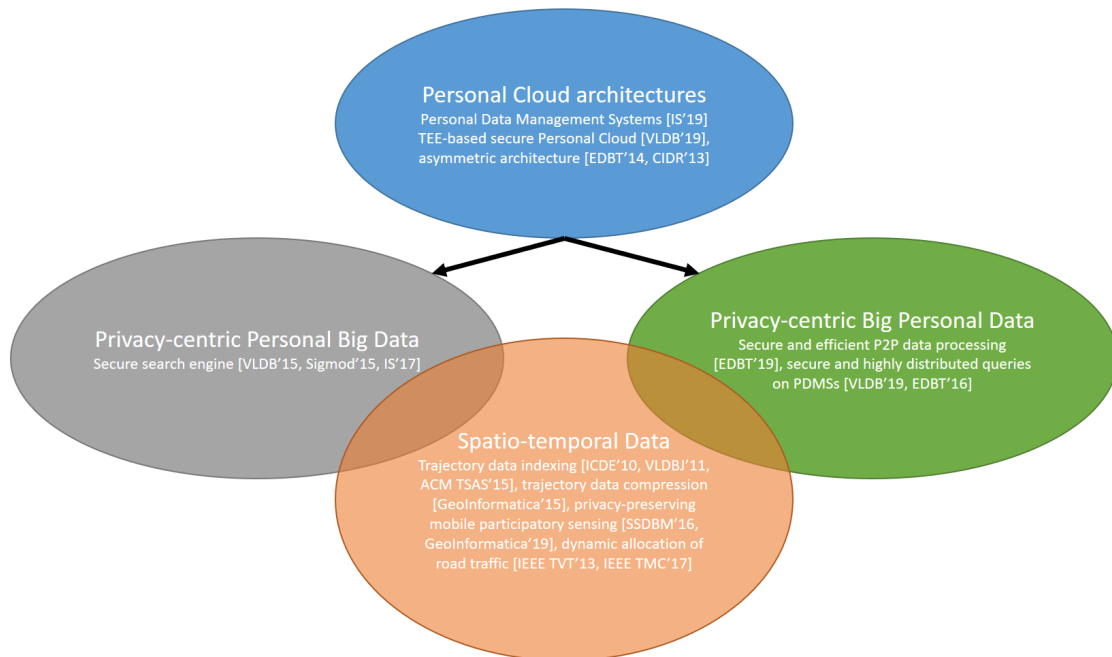 Personal Cloud architectures
Personal Data Management Systems [IS’19]
TEE-based secure Personal Cloud [VLDB’19],
asymmetric architecture [EDBT’14, CIDR’13]
Privacy-centric Personal Big Data
Secure search engine [VLDB’15, Sigmod’15, IS’17]
Privacy-centric Big Personal Data
Secure and efficient P2P data processing
[EDBT’19], secure and highly distributed queries
on PDMSs [VLDB’19, EDBT’16]
Spatio-temporal Data
Trajectory data indexing [ICDE’10, VLDBJ’11,
ACM TSAS’15], trajectory data compression
[GeoInformatica’15], privacy-preserving
mobile participatory sensing [SSDBM’16,
GeoInformatica’19], dynamic allocation of
road traffic [IEEE TVT’13, IEEE TMC’17]